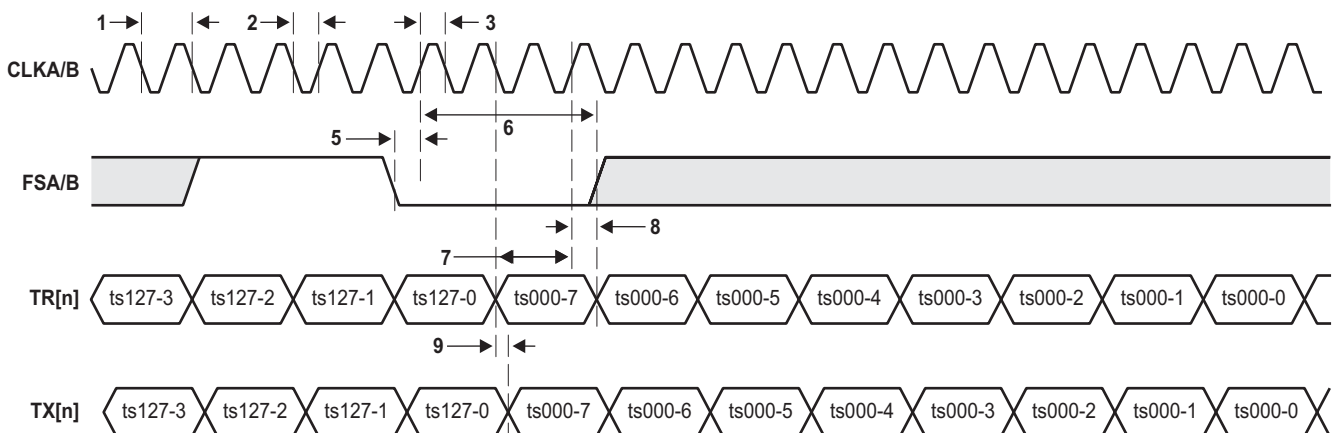 1 2 3
CLKA/B
6
5
FSA/B
8
7
TR[n] ts127-3 ts127-2 ts127-1 ts127-0 ts000-7 ts000-6 ts000-5 ts000-4 ts000-3 ts000-2 ts000-1 ts000-0
9
TX[n] ts127-3 ts127-2 ts127-1 ts127-0 ts000-7 ts000-6 ts000-5 ts000-4 ts000-3 ts000-2 ts000-1 ts000-0